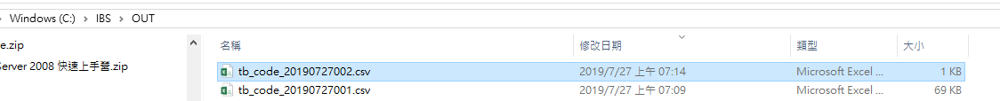 Windows (C:) > IBS > OUT
e.zip
Server 2008 快速上手營.zip
名稱 修改日期 類型 大小
tb_code_20190727002.csv 2019/7/27 上午 07:14 Microsoft Excel ... 1 KB
tb_code_20190727001.csv 2019/7/27 上午 07:09 Microsoft Excel ... 69 KB